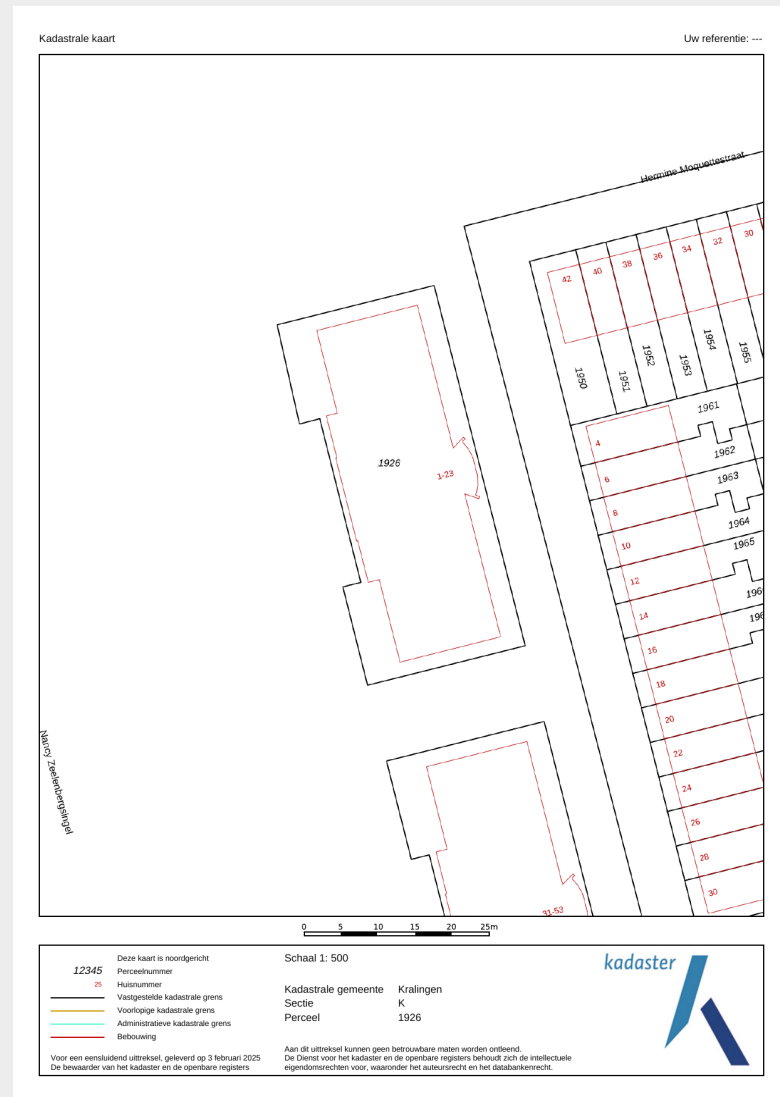 Kadastrale kaart
Uw referentie: ---
Hermine Moquettestraat
42
40
38
36
34
32
30
1950
1951
1952
1953
1954
1955
1961
1962
1963
1964
1965
196
196
4
6
8
10
12
14
16
18
20
22
24
26
28
30
1926
1-23
31-53
Nancy Zeelenbergsingel
0 5 10 15 20 25m
Deze kaart is noordgericht
12345 Perceelnummer
25 Huisnummer
Vastgestelde kadastrale grens
Voorlopige kadastrale grens
Administratieve kadastrale grens
Bebouwing
Voor een eensluidend uittreksel, geleverd op 3 februari 2025
De bewaarder van het kadaster en de openbare registers
Schaal 1: 500
Kadastrale gemeente Kralingen
Sectie K
Perceel 1926
Aan dit uittreksel kunnen geen betrouwbare maten worden ontleend.
De Dienst voor het kadaster en de openbare registers behoudt zich de intellectuele
eigendomsrechten voor, waaronder het auteursrecht en het databankenrecht.
kadaster